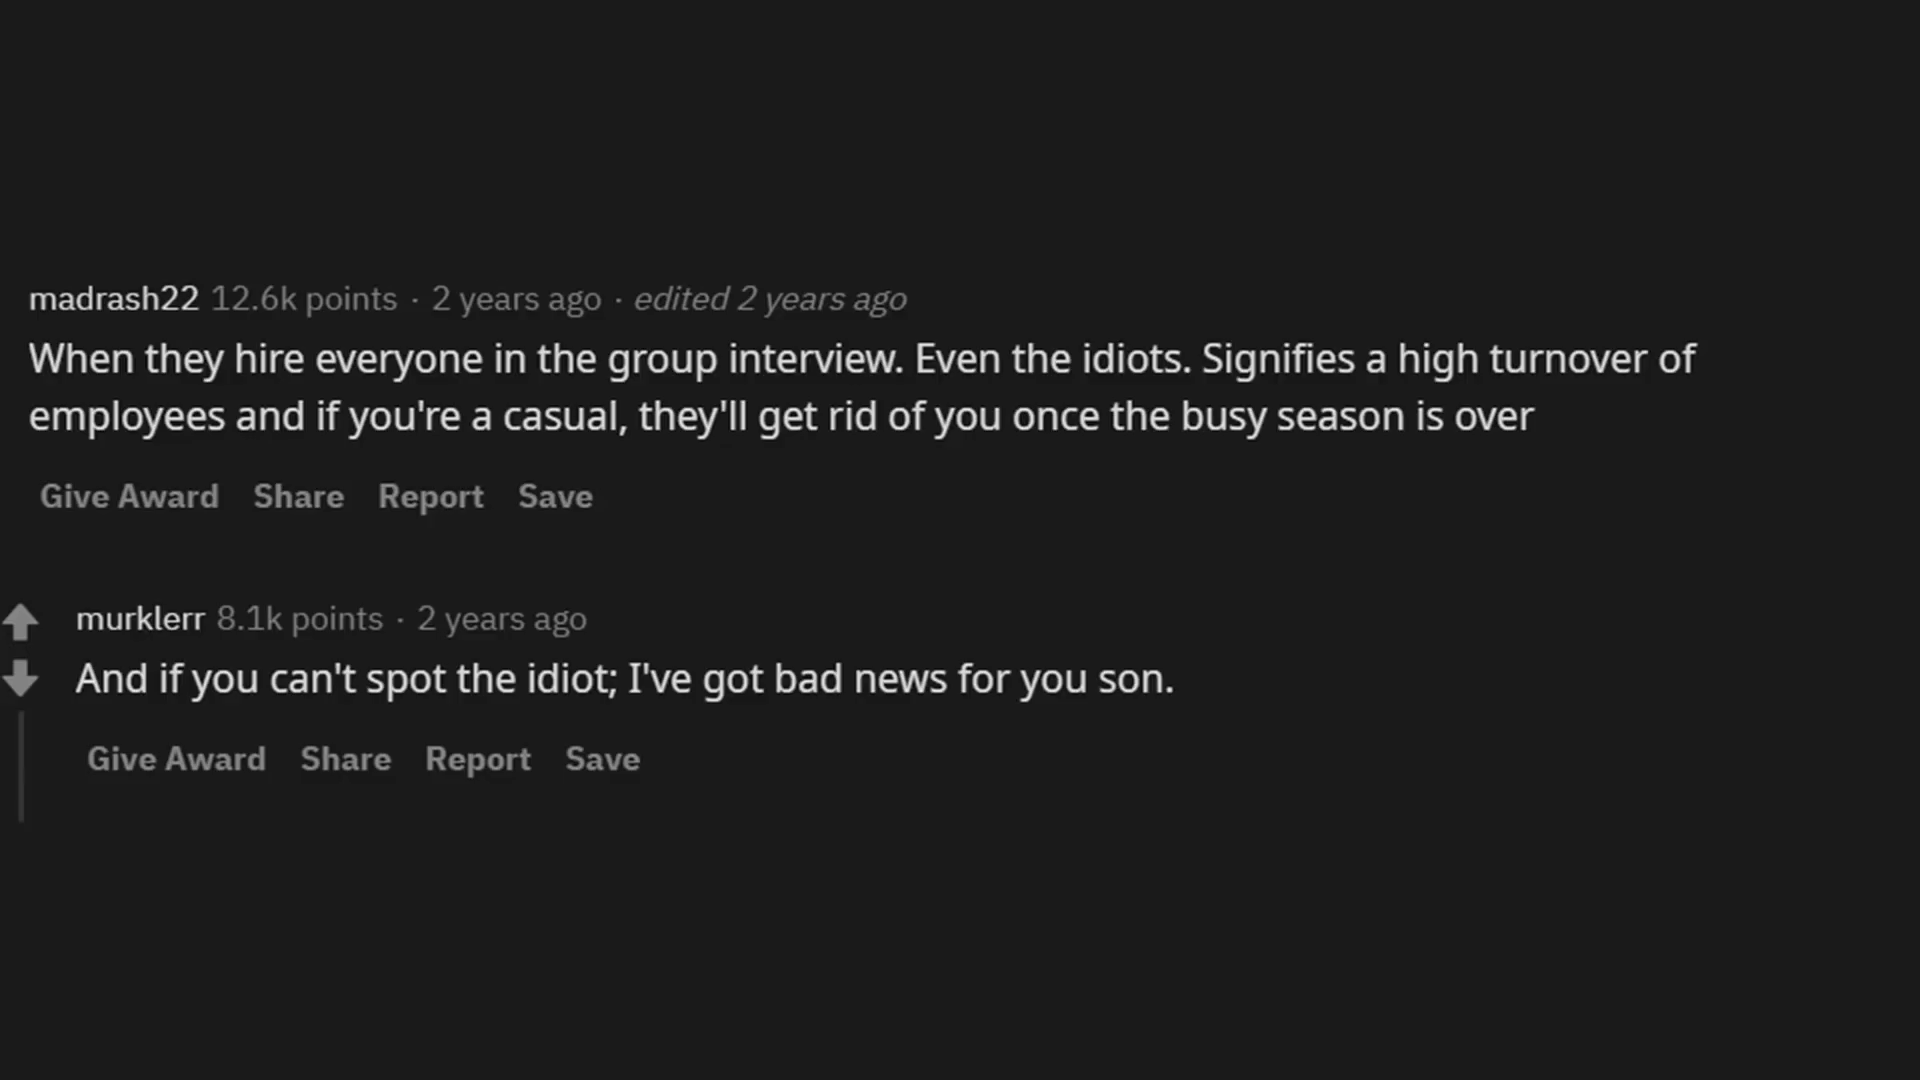 madrash22 12.6k points · 2 years ago · edited 2 years ago
When they hire everyone in the group interview. Even the idiots. Signifies a high turnover of
employees and if you're a casual, they'll get rid of you once the busy season is over
Give Award Share Report Save
murklerr 8.1k points · 2 years ago
And if you can't spot the idiot; I've got bad news for you son.
Give Award Share Report Save